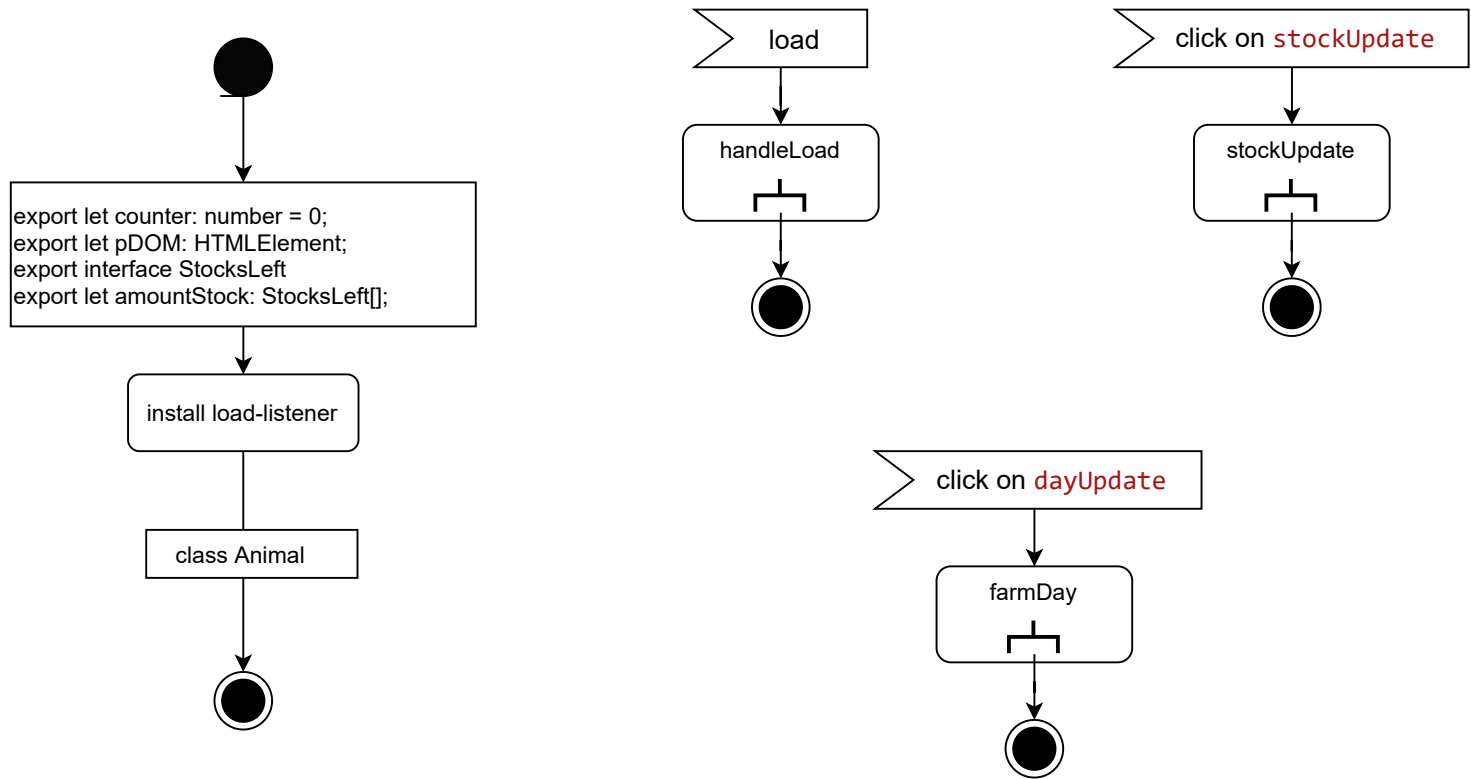 export let counter: number = 0;
export let pDOM: HTMLElement;
export interface StocksLeft
export let amountStock: StocksLeft[];
install load-listener
class Animal
load
handleLoad
click on stockUpdate
stockUpdate
click on dayUpdate
farmDay